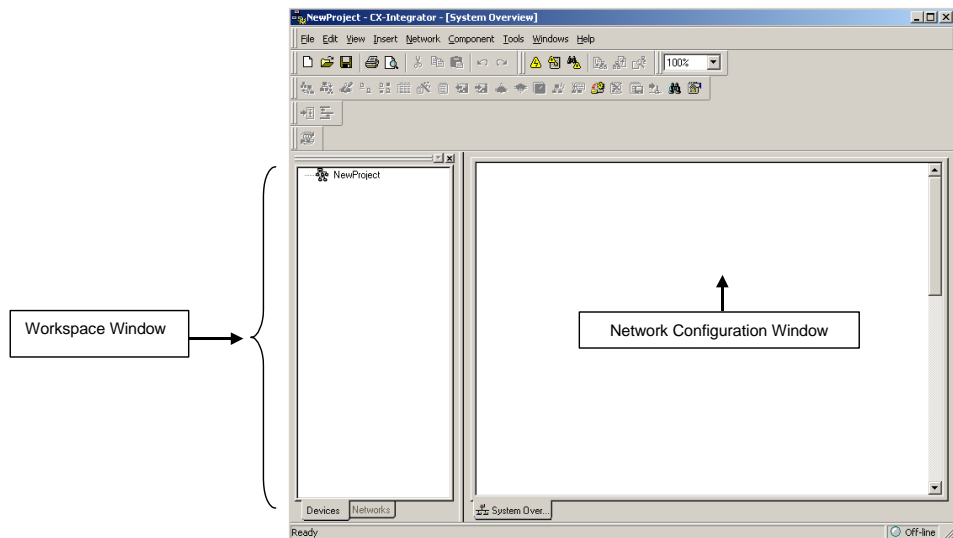 NewProject - CX-Integrator - [System Overview]
File Edit View Insert Network Component Tools Windows Help
100%
NewProject
Workspace Window
Network Configuration Window
Devices Networks
System Over...
Ready
Off-line